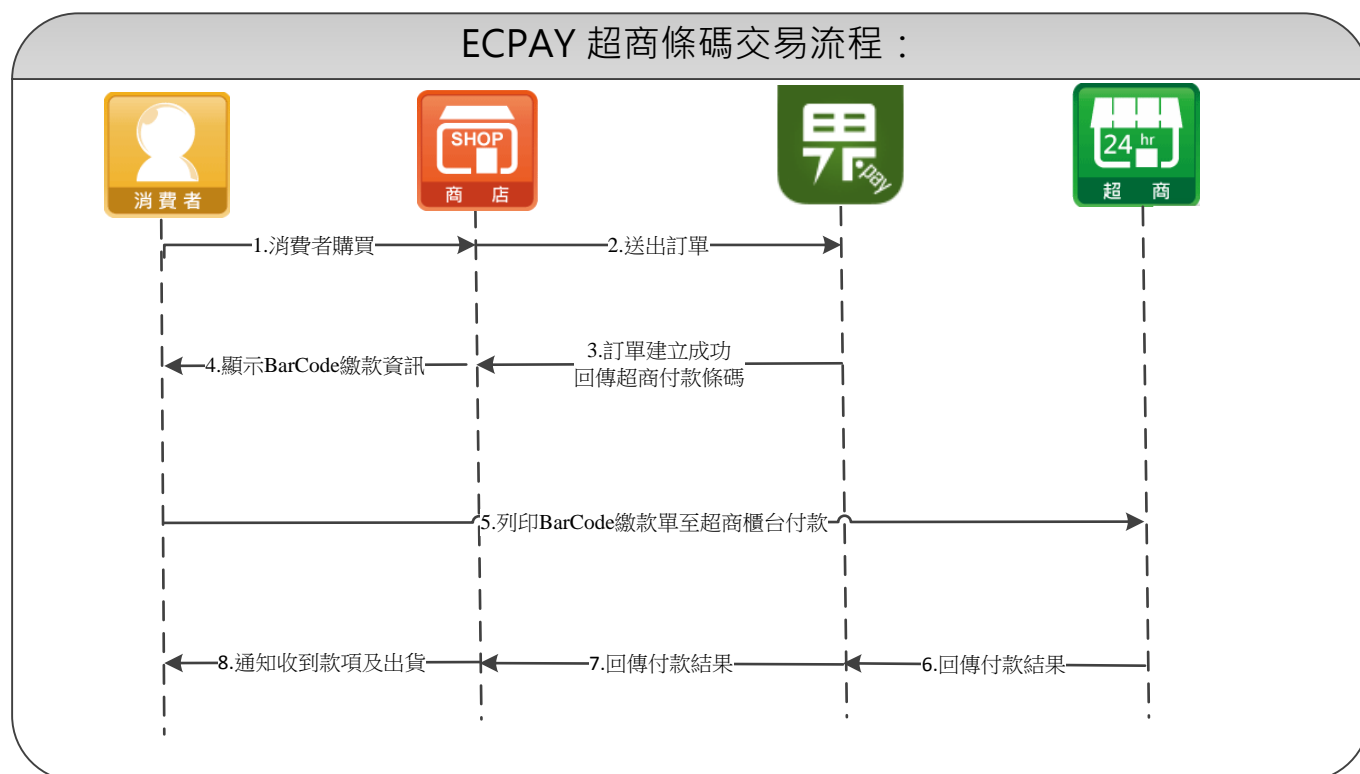 ECPAY 超商條碼交易流程：
消費者
SHOP
商 店
.pay
24 hr
超 商
1.消費者購買
2.送出訂單
4.顯示BarCode繳款資訊
3.訂單建立成功
回傳超商付款條碼
5.列印BarCode繳款單至超商櫃台付款
8.通知收到款項及出貨
7.回傳付款結果
6.回傳付款結果